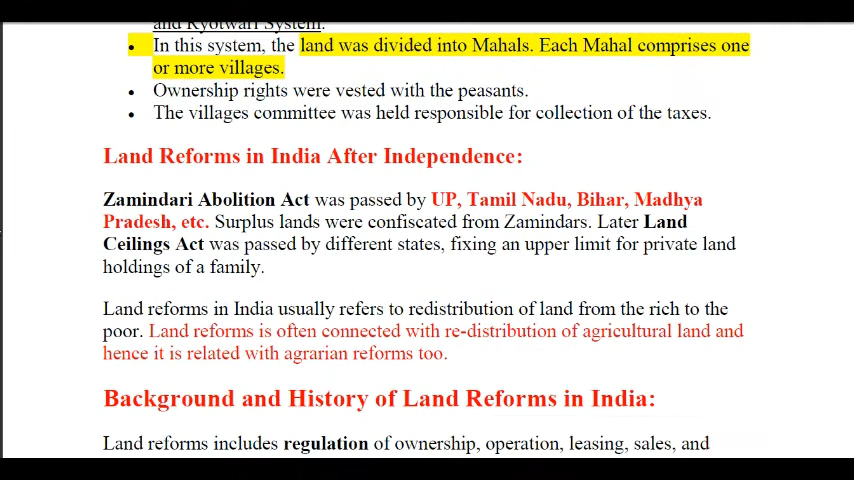 and Ryotwari System.
• In this system, the land was divided into Mahals. Each Mahal comprises one
or more villages.
• Ownership rights were vested with the peasants.
• The villages committee was held responsible for collection of the taxes.
Land Reforms in India After Independence:
Zamindari Abolition Act was passed by UP, Tamil Nadu, Bihar, Madhya
Pradesh, etc. Surplus lands were confiscated from Zamindars. Later Land
Ceilings Act was passed by different states, fixing an upper limit for private land
holdings of a family.
Land reforms in India usually refers to redistribution of land from the rich to the
poor. Land reforms is often connected with re-distribution of agricultural land and
hence it is related with agrarian reforms too.
Background and History of Land Reforms in India:
Land reforms includes regulation of ownership, operation, leasing, sales, and